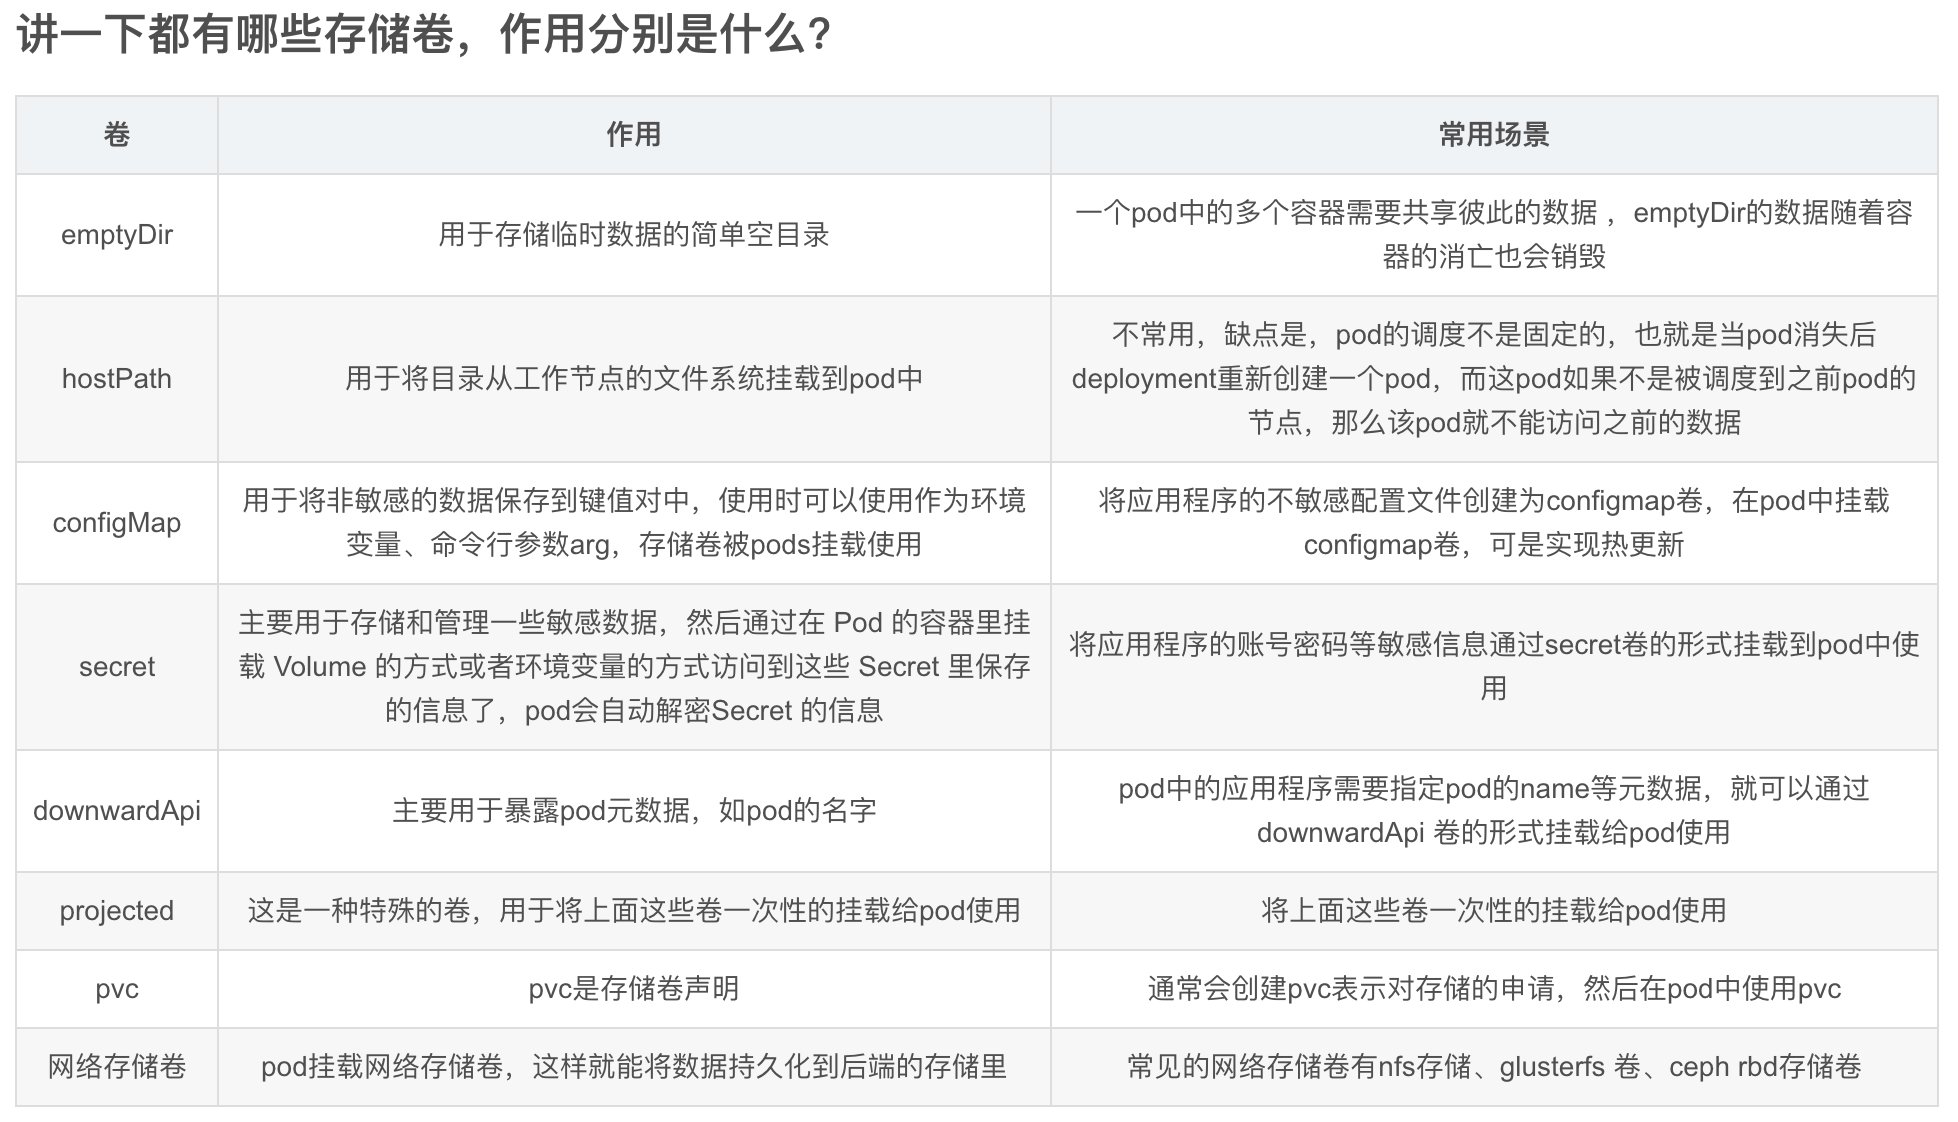 讲一下都有哪些存储卷，作用分别是什么？
卷
作用
常用场景
emptyDir
用于存储临时数据的简单空目录
一个pod中的多个容器需要共享彼此的数据 ，emptyDir的数据随着容
器的消亡也会销毁
hostPath
用于将目录从工作节点的文件系统挂载到pod中
不常用，缺点是，pod的调度不是固定的，也就是当pod消失后
deployment重新创建一个pod，而这pod如果不是被调度到之前pod的
节点，那么该pod就不能访问之前的数据
configMap
用于将非敏感的数据保存到键值对中，使用时可以使用作为环境
变量、命令行参数arg，存储卷被pods挂载使用
将应用程序的不敏感配置文件创建为configmap卷，在pod中挂载
configmap卷，可是实现热更新
secret
主要用于存储和管理一些敏感数据，然后通过在 Pod 的容器里挂
载 Volume 的方式或者环境变量的方式访问到这些 Secret 里保存
的信息了，pod会自动解密Secret 的信息
将应用程序的账号密码等敏感信息通过secret卷的形式挂载到pod中使
用
downwardApi
主要用于暴露pod元数据，如pod的名字
pod中的应用程序需要指定pod的name等元数据，就可以通过
downwardApi 卷的形式挂载给pod使用
projected
这是一种特殊的卷，用于将上面这些卷一次性的挂载给pod使用
将上面这些卷一次性的挂载给pod使用
pvc
pvc是存储卷声明
通常会创建pvc表示对存储的申请，然后在pod中使用pvc
网络存储卷
pod挂载网络存储卷，这样就能将数据持久化到后端的存储里
常见的网络存储卷有nfs存储、glusterfs 卷、ceph rbd存储卷